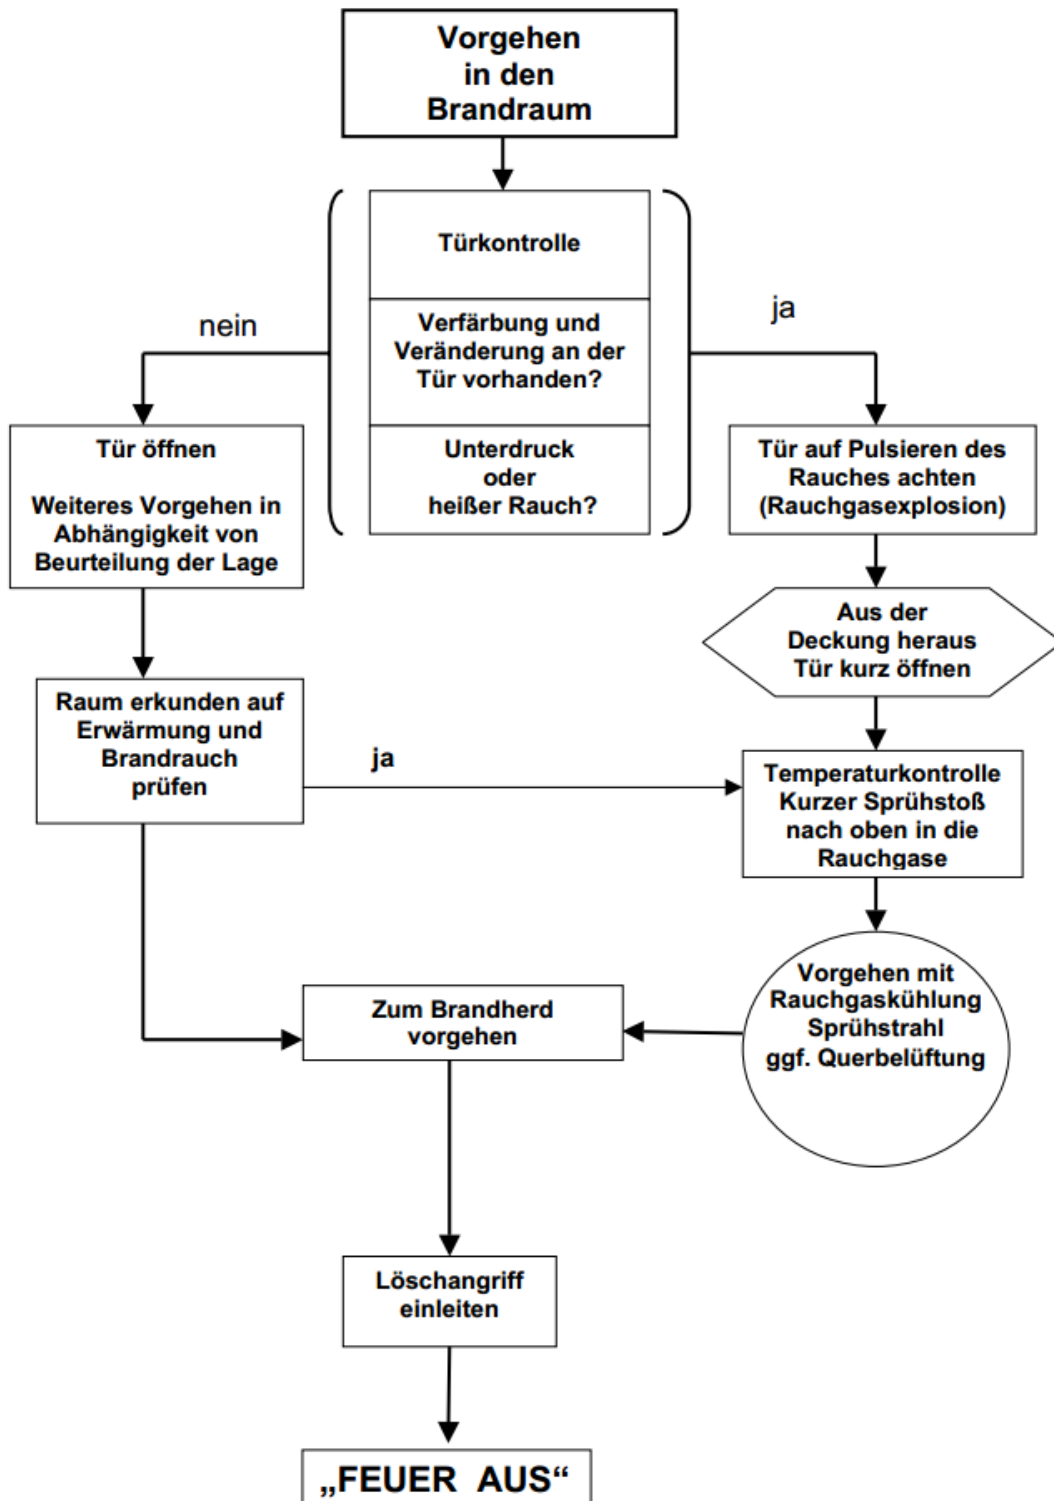 Vorgehen
in den
Brandraum
Türkontrolle
nein
ja
Verfärbung und
Veränderung an der
Tür vorhanden?
Unterdruck
oder
heißer Rauch?
Tür öffnen
Weiteres Vorgehen in
Abhängigkeit von
Beurteilung der Lage
Tür auf Pulsieren des
Rauches achten
(Rauchgasexplosion)
Aus der
Deckung heraus
Tür kurz öffnen
Raum erkunden auf
Erwärmung und
Brandrauch
prüfen
ja
Temperaturkontrolle
Kurzer Sprühstoß
nach oben in die
Rauchgase
Vorgehen mit
Rauchgaskühlung
Sprühstrahl
ggf. Querbelüftung
Zum Brandherd
vorgehen
Löschangriff
einleiten
„FEUER AUS“